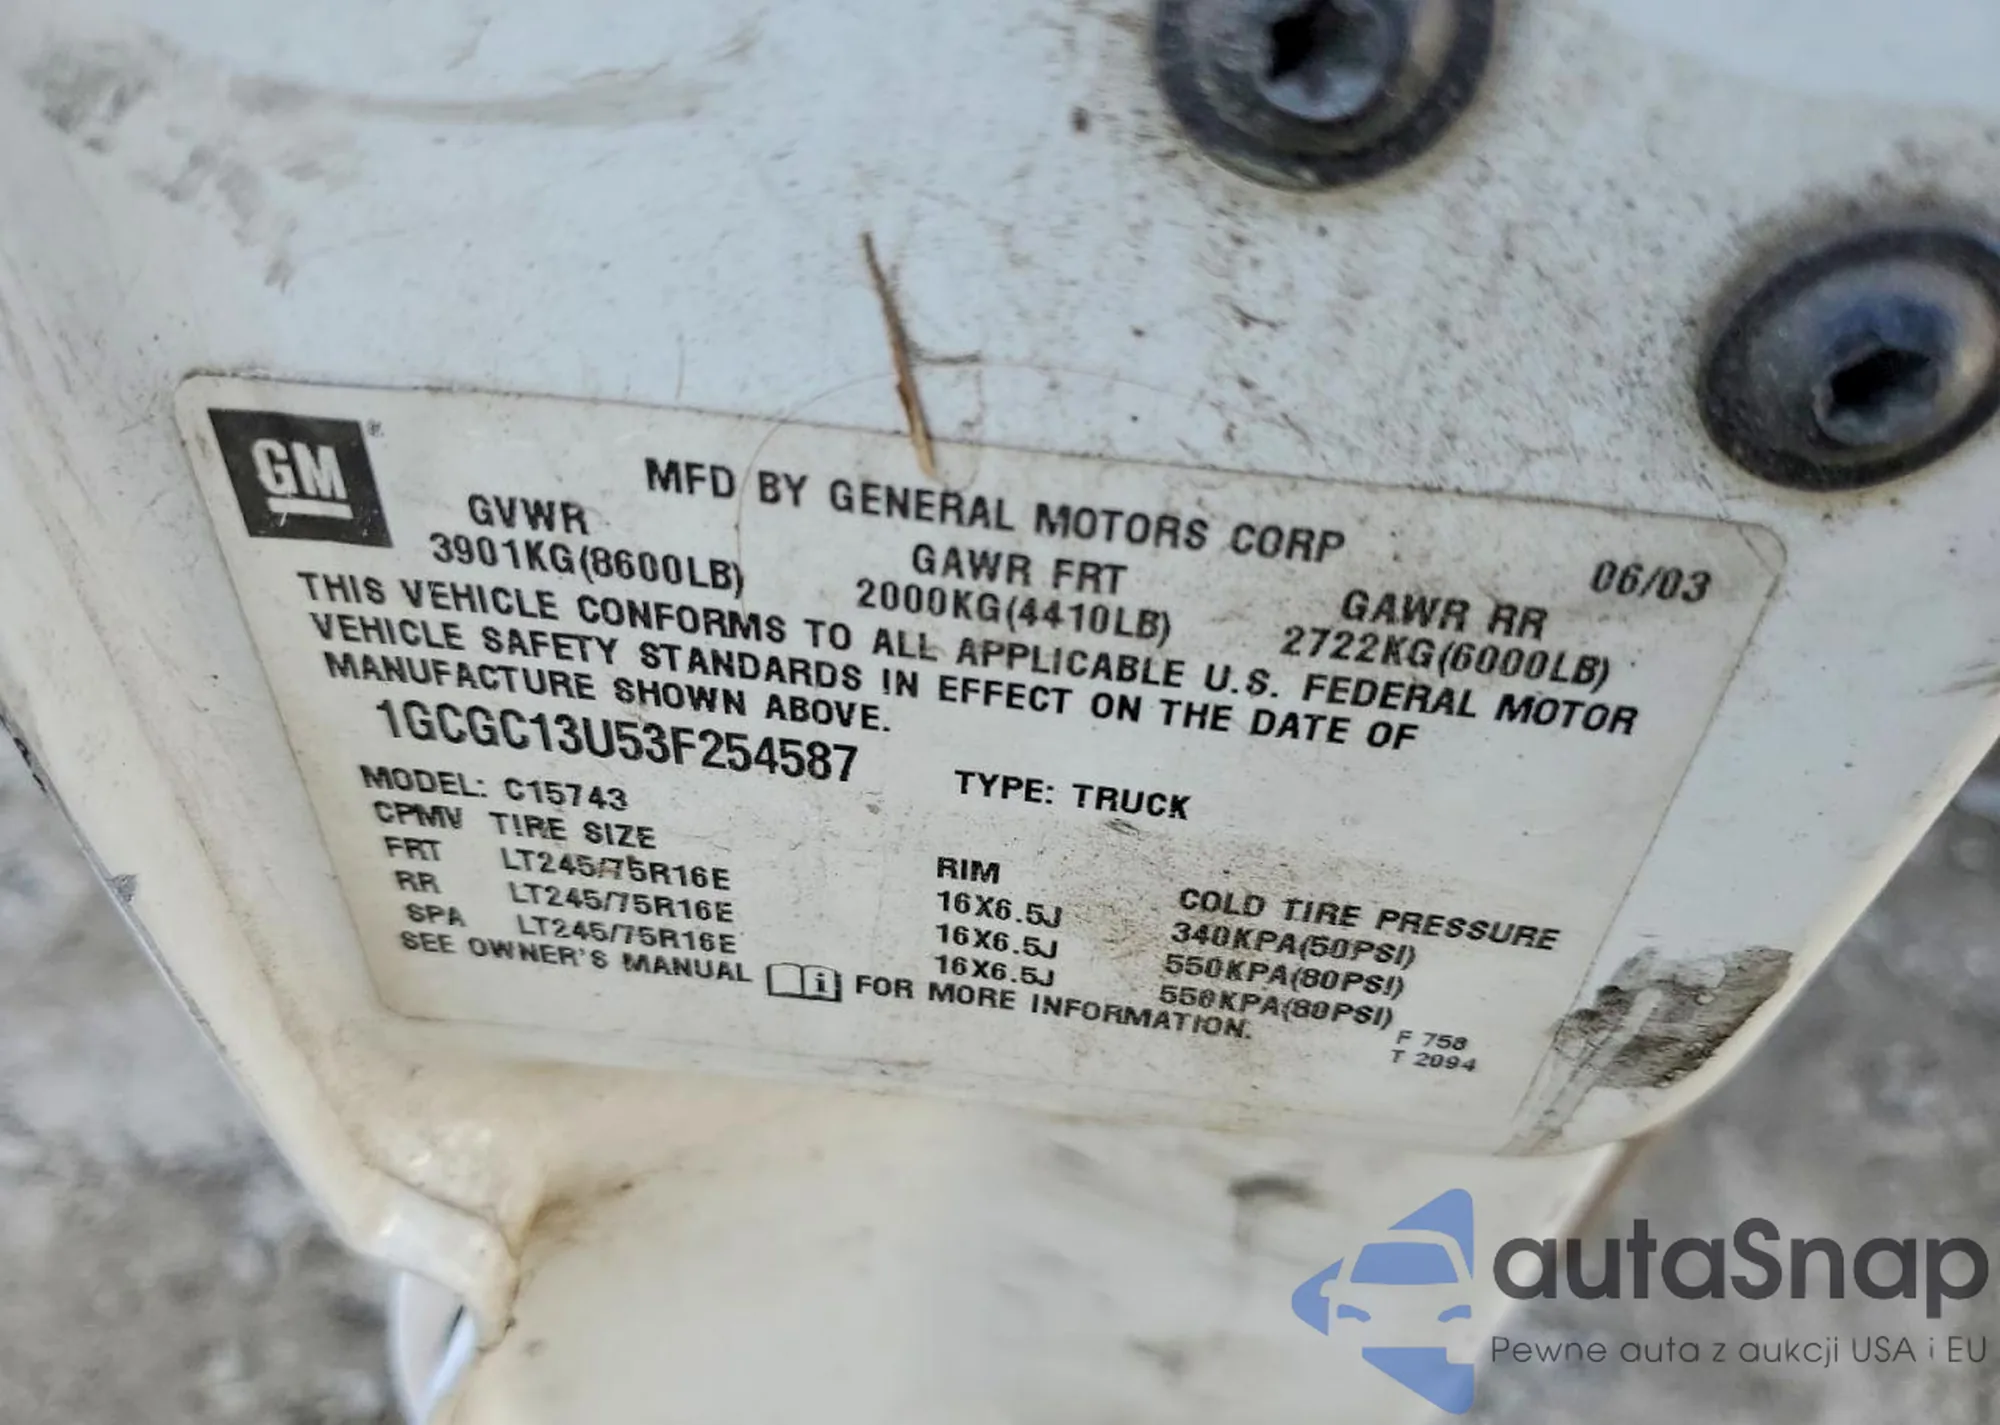 GM®
MFD BY GENERAL MOTORS CORP 06/03
GVWR GAWR FRT GAWR RR
3901KG(8600LB) 2000KG(4410LB) 2722KG(6000LB)
THIS VEHICLE CONFORMS TO ALL APPLICABLE U.S. FEDERAL MOTOR
VEHICLE SAFETY STANDARDS IN EFFECT ON THE DATE OF
MANUFACTURE SHOWN ABOVE.
1GCGC13U53F254587 TYPE: TRUCK
MODEL: C15743
CPMV TIRE SIZE RIM COLD TIRE PRESSURE
FRT LT245/75R16E 16X6.5J 340KPA(50PSI)
RR LT245/75R16E 16X6.5J 550KPA(80PSI)
SPA LT245/75R16E 16X6.5J 550KPA(80PSI)
SEE OWNER'S MANUAL i FOR MORE INFORMATION.
F 758
T 2094
autaSnap
Pewne auta z aukcji USA i EU